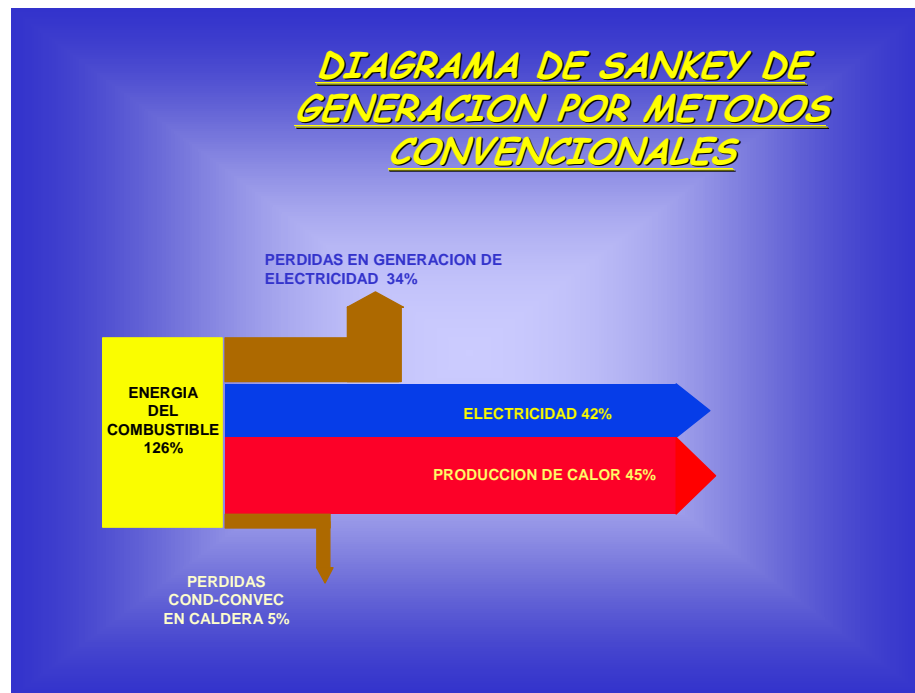 DIAGRAMA DE SANKEY DE
GENERACION POR METODOS
CONVENCIONALES
PERDIDAS EN GENERACION DE
ELECTRICIDAD 34%
ENERGIA
DEL
COMBUSTIBLE
126%
ELECTRICIDAD 42%
PRODUCCION DE CALOR 45%
PERDIDAS
COND-CONVEC
EN CALDERA 5%